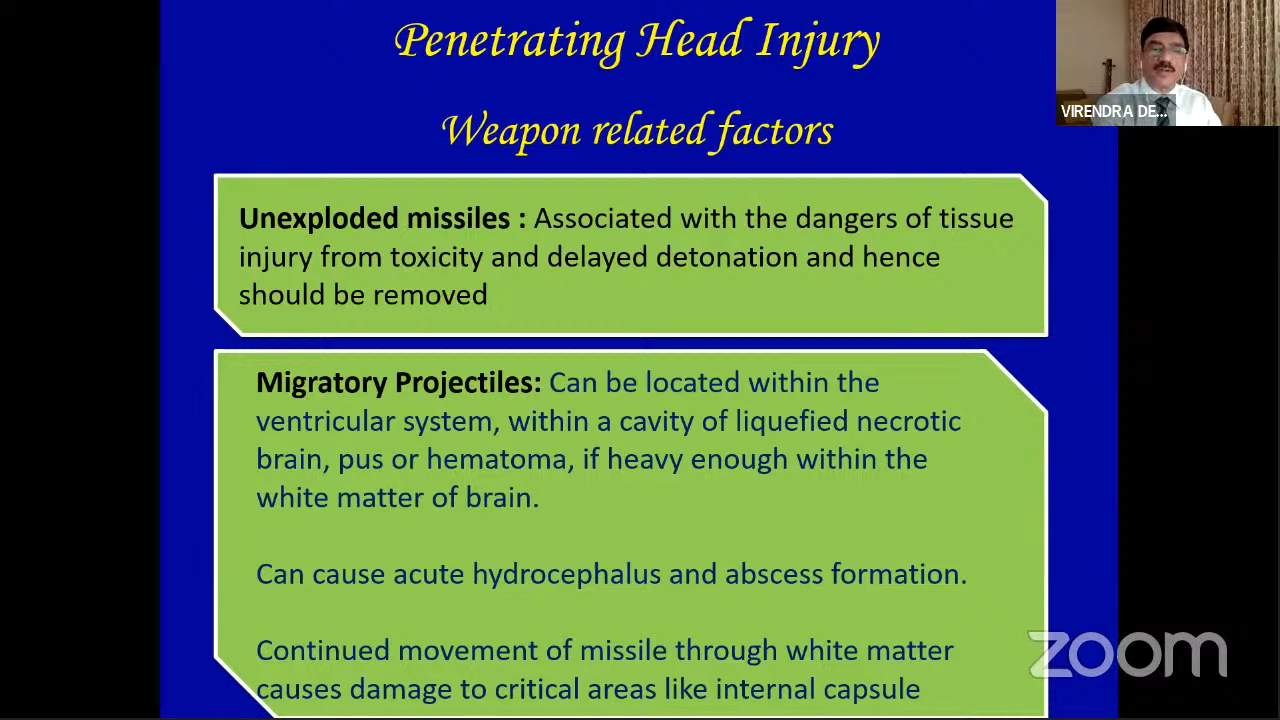 Penetrating Head Injury
VIRENDRA DE...
Weapon related factors
Unexploded missiles : Associated with the dangers of tissue
injury from toxicity and delayed detonation and hence
should be removed
Migratory Projectiles: Can be located within the
ventricular system, within a cavity of liquefied necrotic
brain, pus or hematoma, if heavy enough within the
white matter of brain.
Can cause acute hydrocephalus and abscess formation.
Continued movement of missile through white matter
causes damage to critical areas like internal capsule
zoom